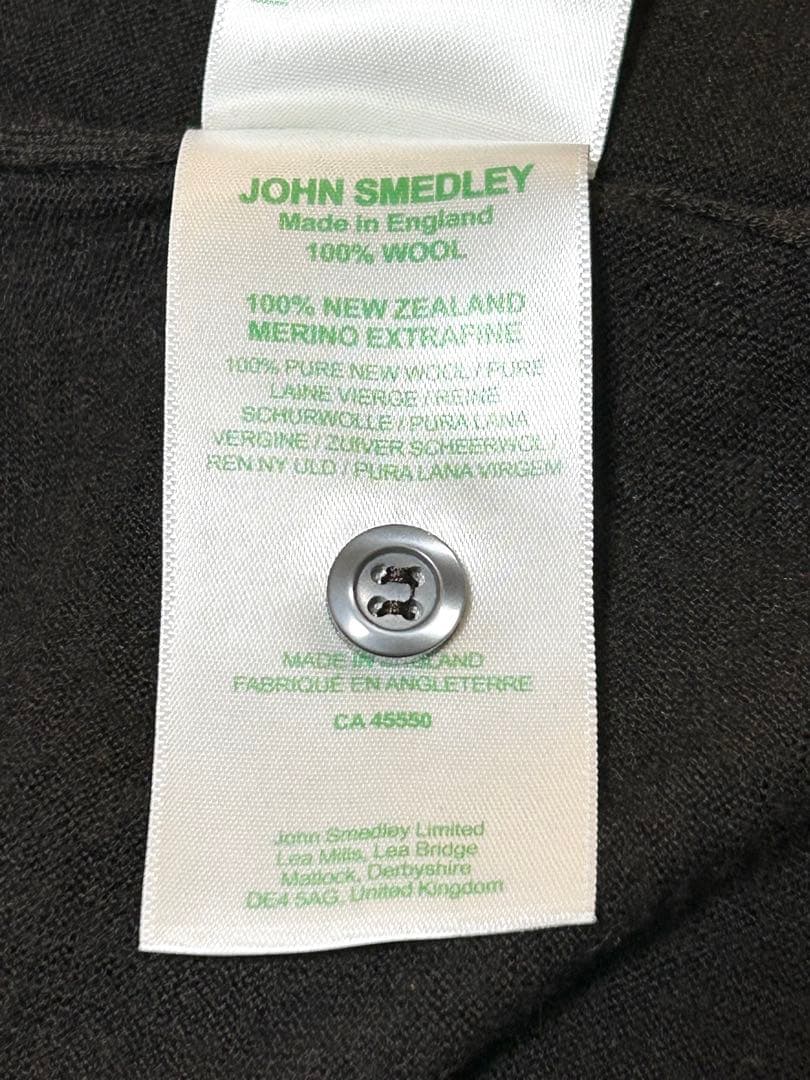 JOHN SMEDLEY
Made in England
100% WOOL
100% NEW ZEALAND
MERINO EXTRAFINE
100% PURE NEW WOOL / PURE
LAINE VIERGE / REINE
SCHURWOLLE / PURA LANA
VERGINE / ZUIVER SCHEERWOL /
REN NY ULD / PURA LANA VIRGEM
MADE IN ENGLAND
FABRIQUÉ EN ANGLETERRE
CA 45550
John Smedley Limited
Lea Mills, Lea Bridge
Matlock, Derbyshire
DE4 5AG, United Kingdom